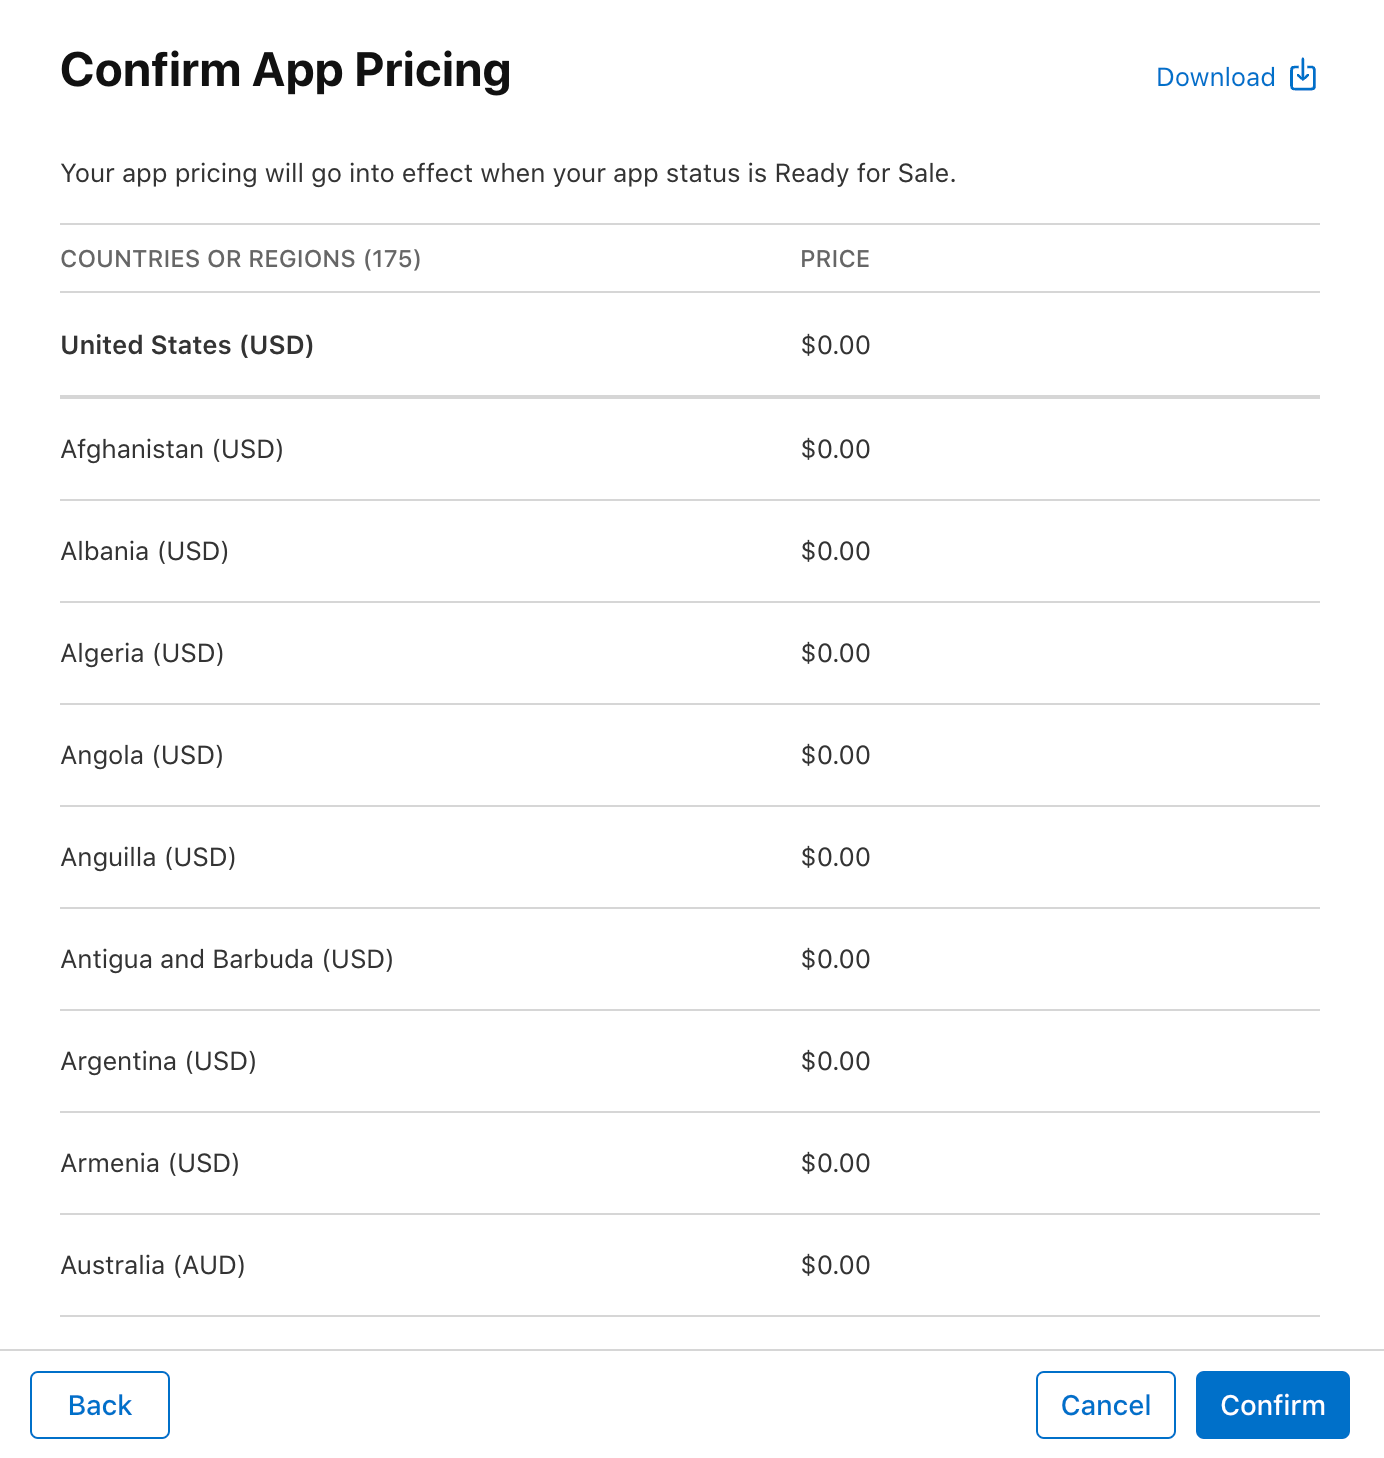 Confirm App Pricing
Download
Your app pricing will go into effect when your app status is Ready for Sale.
COUNTRIES OR REGIONS (175) PRICE
United States (USD) $0.00
Afghanistan (USD) $0.00
Albania (USD) $0.00
Algeria (USD) $0.00
Angola (USD) $0.00
Anguilla (USD) $0.00
Antigua and Barbuda (USD) $0.00
Argentina (USD) $0.00
Armenia (USD) $0.00
Australia (AUD) $0.00
Back Cancel Confirm